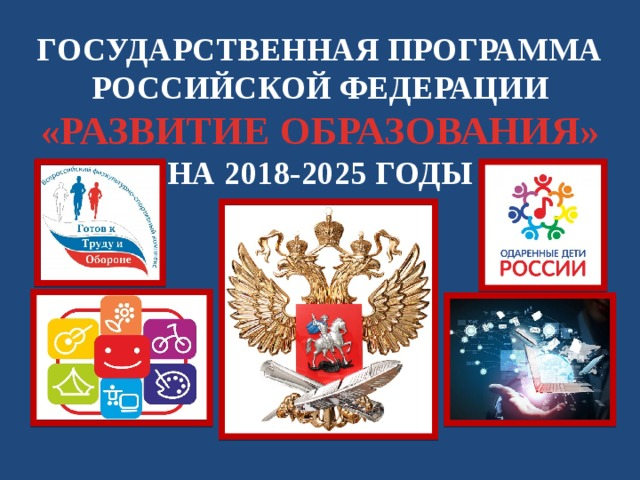 ГОСУДАРСТВЕННАЯ ПРОГРАММА
РОССИЙСКОЙ ФЕДЕРАЦИИ
«РАЗВИТИЕ ОБРАЗОВАНИЯ»
НА 2018-2025 ГОДЫ
Всероссийский физкультурно-спортивный комплекс
Готов к
Труду и
Обороне
ОДАРЕННЫЕ ДЕТИ
РОССИИ